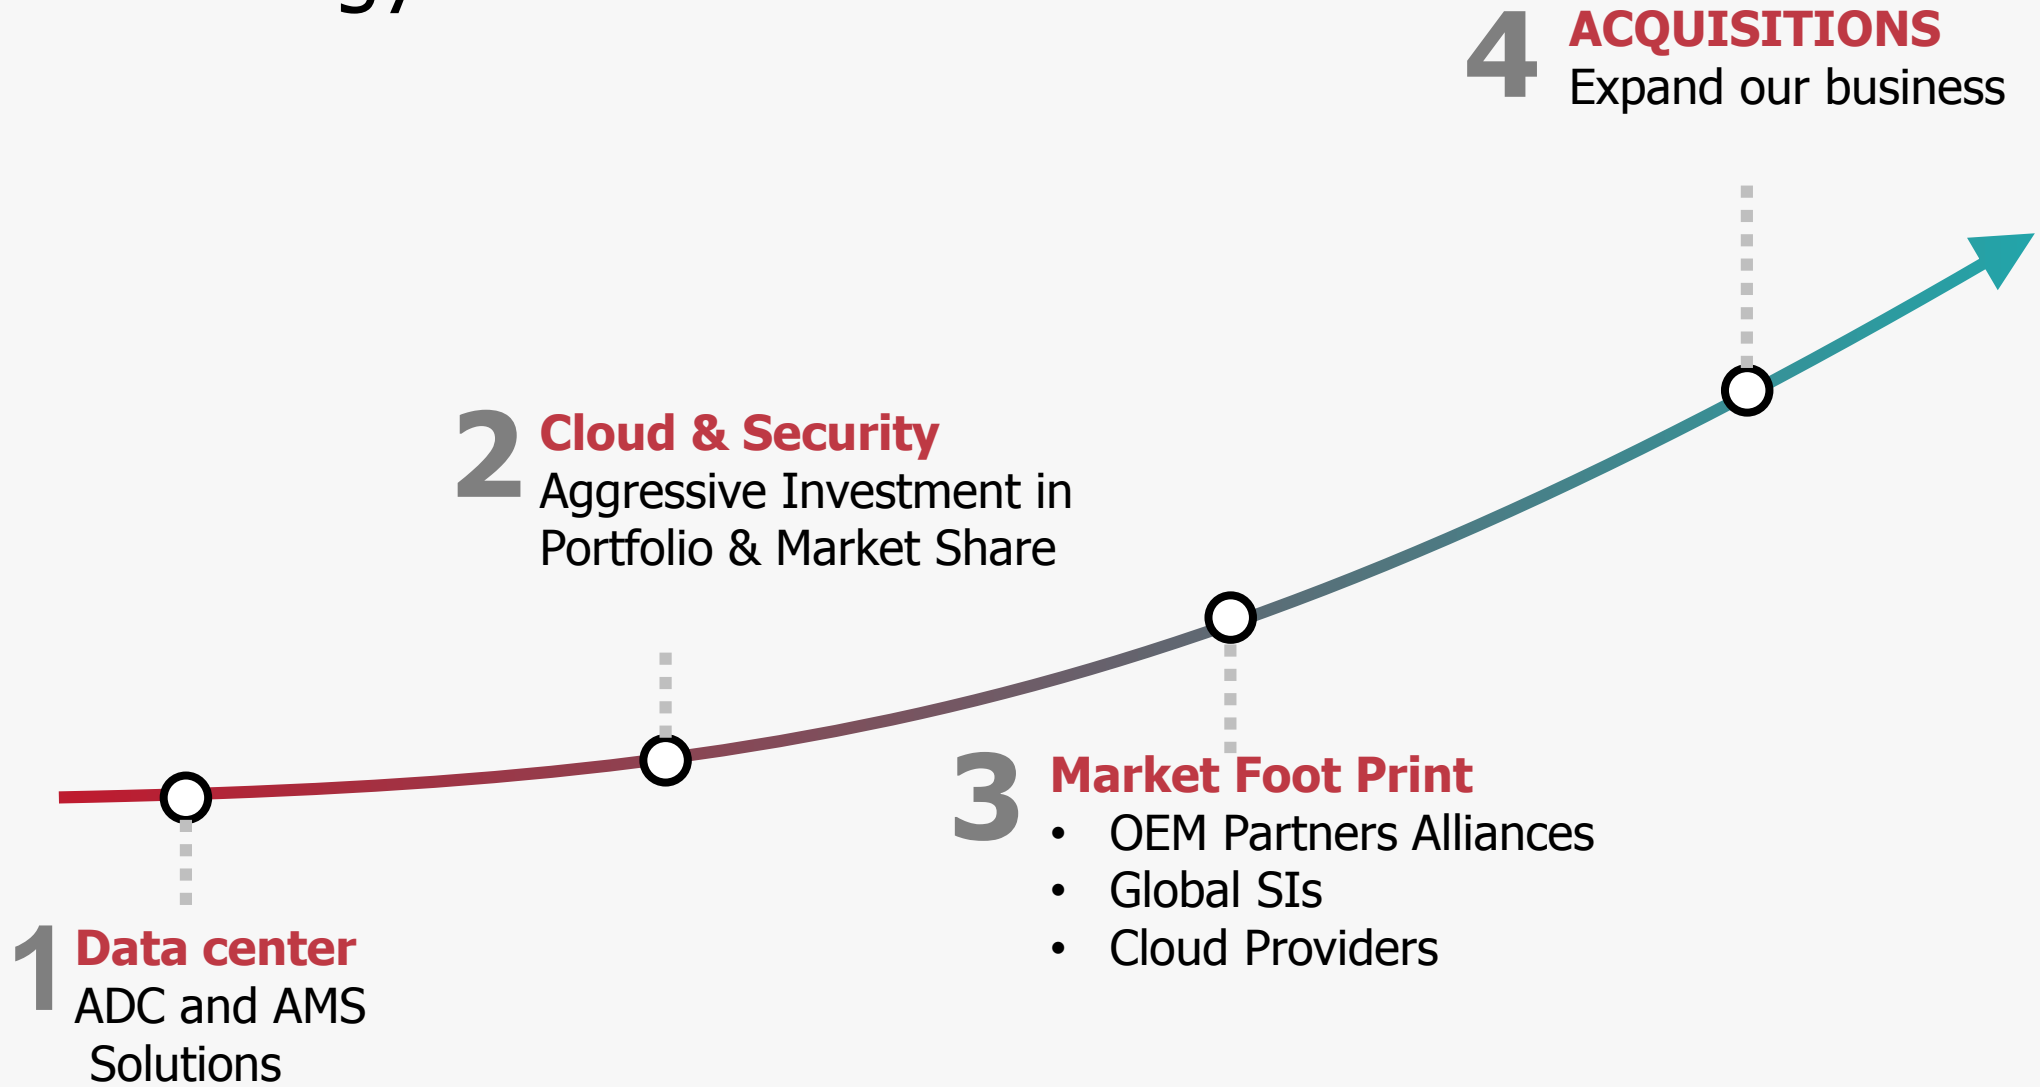 4
ACQUISITIONS
Expand our business
2
Cloud & Security
Aggressive Investment in
Portfolio & Market Share
3
Market Foot Print
• OEM Partners Alliances
• Global SIs
• Cloud Providers
1
Data center
ADC and AMS
Solutions